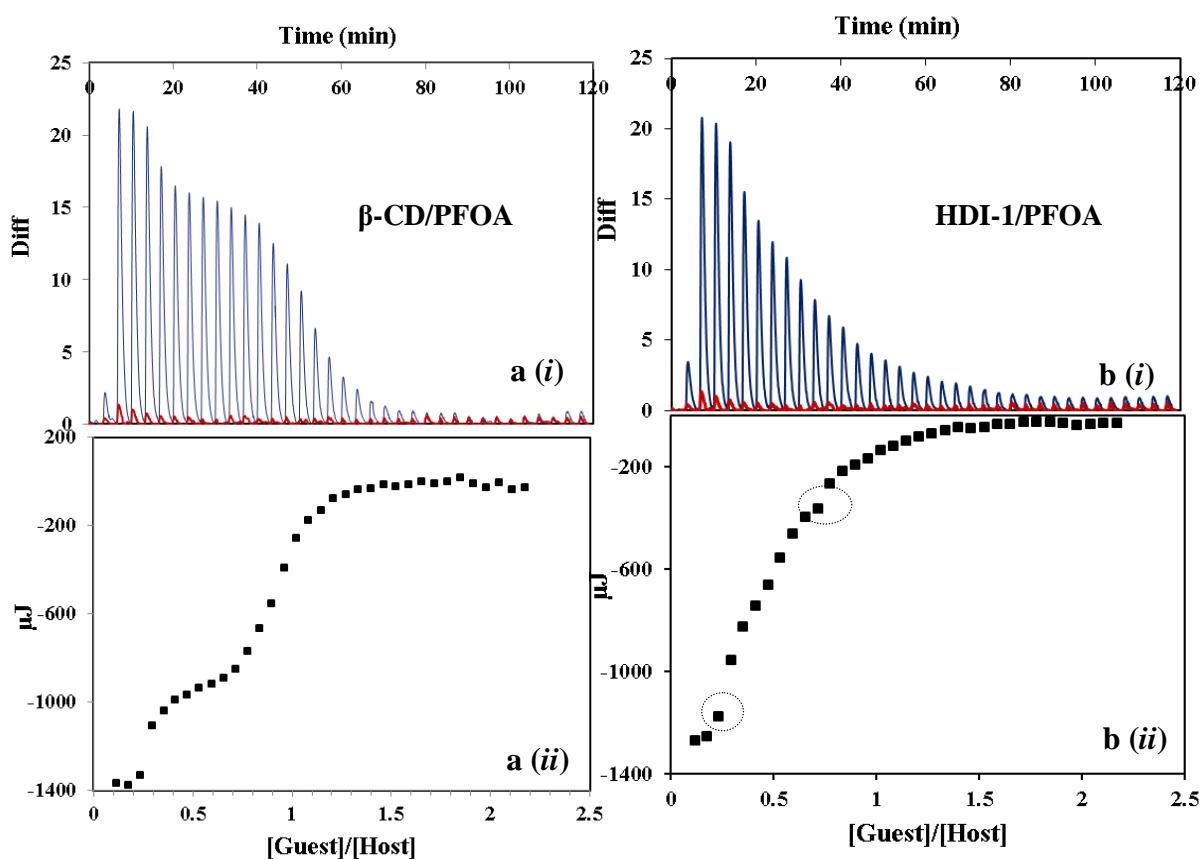 Time (min)
25
0 20 40 60 80 100 120
20
15
10
5
0
Diff
β-CD/PFOA
a (i)
200
-200
-600
-1000
-1400
µJ
a (ii)
0 0.5 1 1.5 2 2.5
[Guest]/[Host]
Time (min)
25
0 20 40 60 80 100 120
20
15
10
5
0
Diff
HDI-1/PFOA
b (i)
-200
-600
-1000
-1400
µJ
b (ii)
0 0.5 1 1.5 2 2.5
[Guest]/[Host]